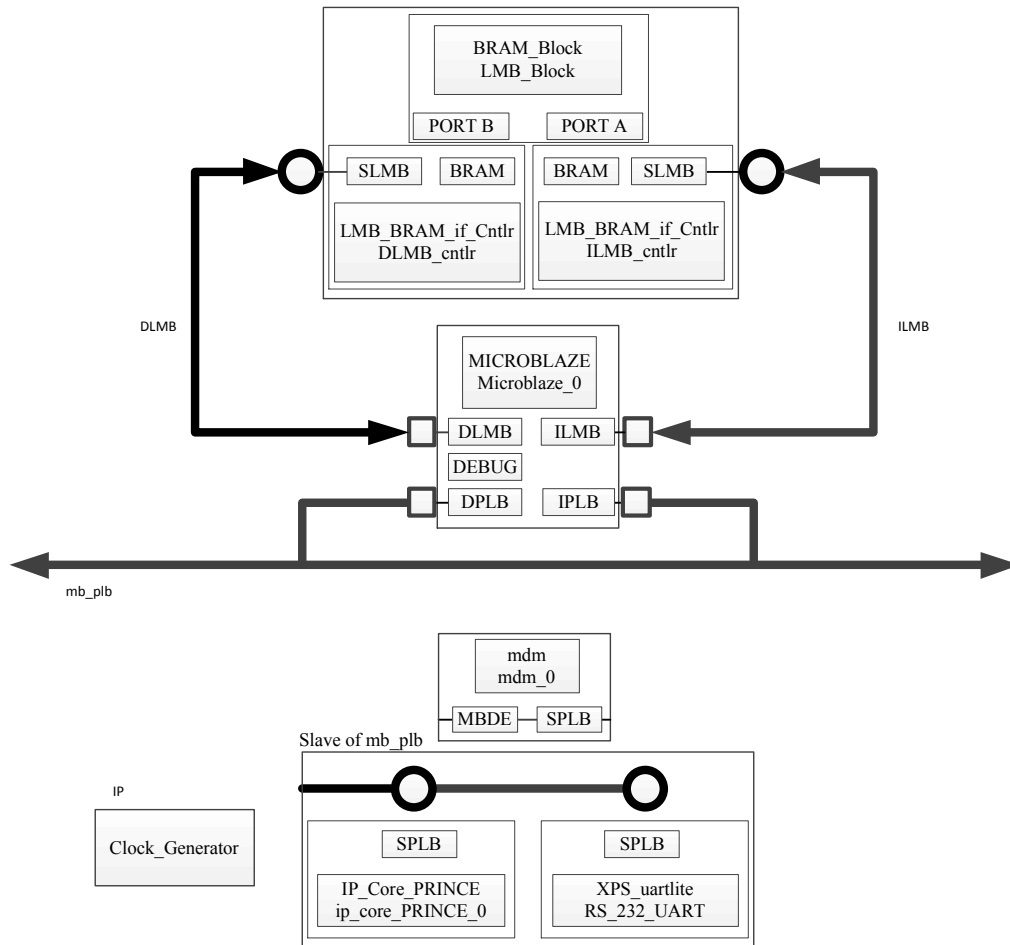 BRAM_Block
LMB_Block
PORT B
PORT A
SLMB
BRAM
BRAM
SLMB
LMB_BRAM_if_Cntlr
DLMB_cntlr
LMB_BRAM_if_Cntlr
ILMB_cntlr
DLMB
ILMB
MICROBLAZE
Microblaze_0
DLMB
ILMB
DEBUG
DPLB
IPLB
mb_plb
mdm
mdm_0
MBDE
SPLB
Slave of mb_plb
IP
Clock_Generator
SPLB
SPLB
IP_Core_PRINCE
ip_core_PRINCE_0
XPS_uartlite
RS_232_UART